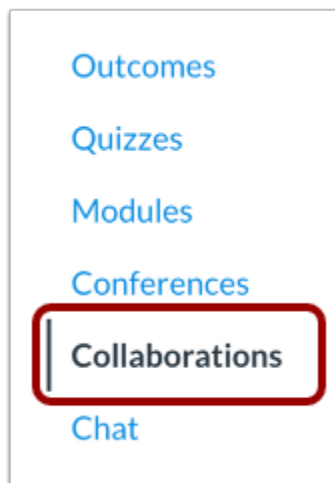 Outcomes
Quizzes
Modules
Conferences
Collaborations
Chat